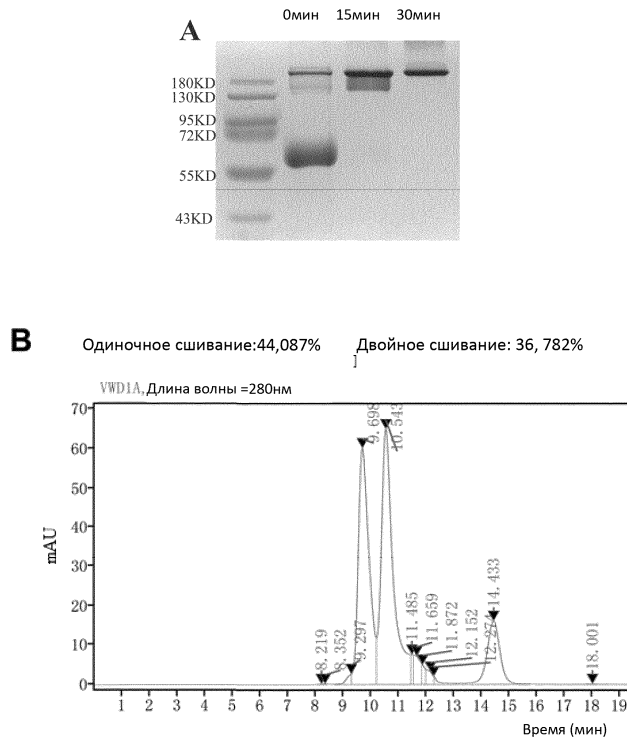 A
0мин 15мин 30мин
180KD
130KD
95KD
72KD
55KD
43KD
B
Одиночное сшивание:44,087% Двойное сшивание: 36, 782%
]
VWD1A, Длина волны =280нм
mAU
70
60
50
40
30
20
10
0
8.219
8.352
9.297
9.698
10.543
11.485
11.659
11.872
12.152
12.274
14.433
18.001
1 2 3 4 5 6 7 8 9 10 11 12 13 14 15 16 17 18 19
Время (мин)